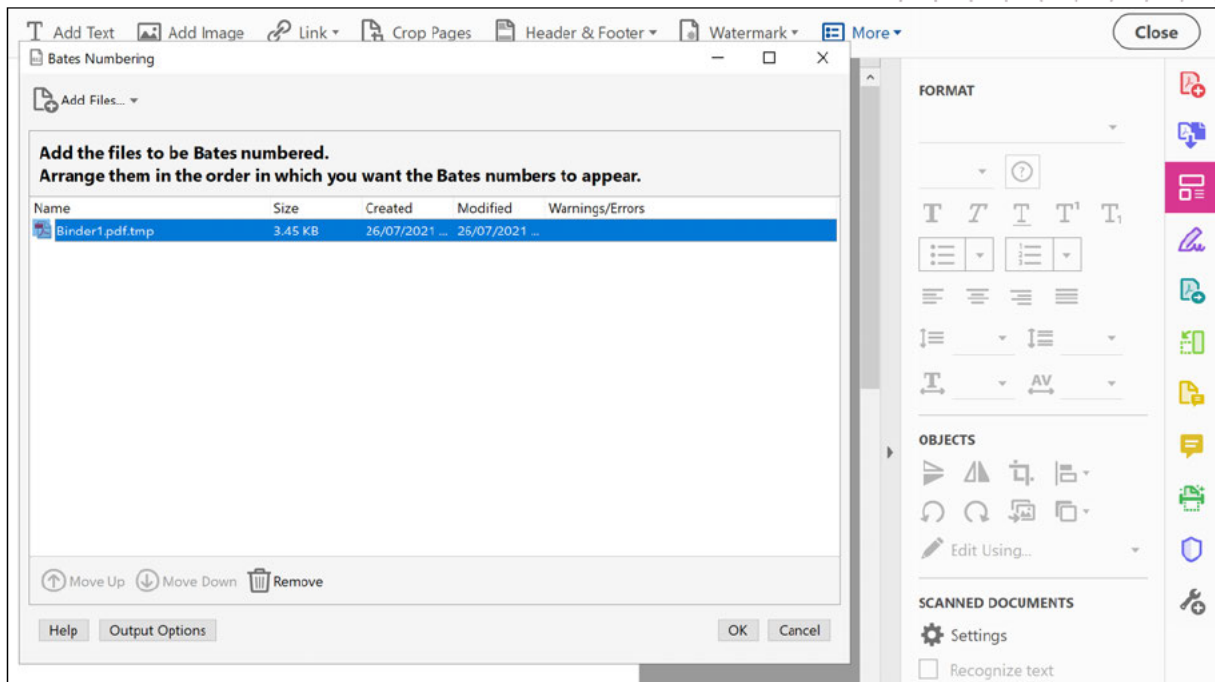 Add Text Add Image Link Crop Pages Header & Footer Watermark More Close
Bates Numbering
Add Files...
Add the files to be Bates numbered.
Arrange them in the order in which you want the Bates numbers to appear.
Name Size Created Modified Warnings/Errors
Binder1.pdf.tmp 3.45 KB 26/07/2021 ... 26/07/2021 ...
Move Up Move Down Remove
Help Output Options OK Cancel
FORMAT
OBJECTS
Edit Using...
SCANNED DOCUMENTS
Settings
Recognize text